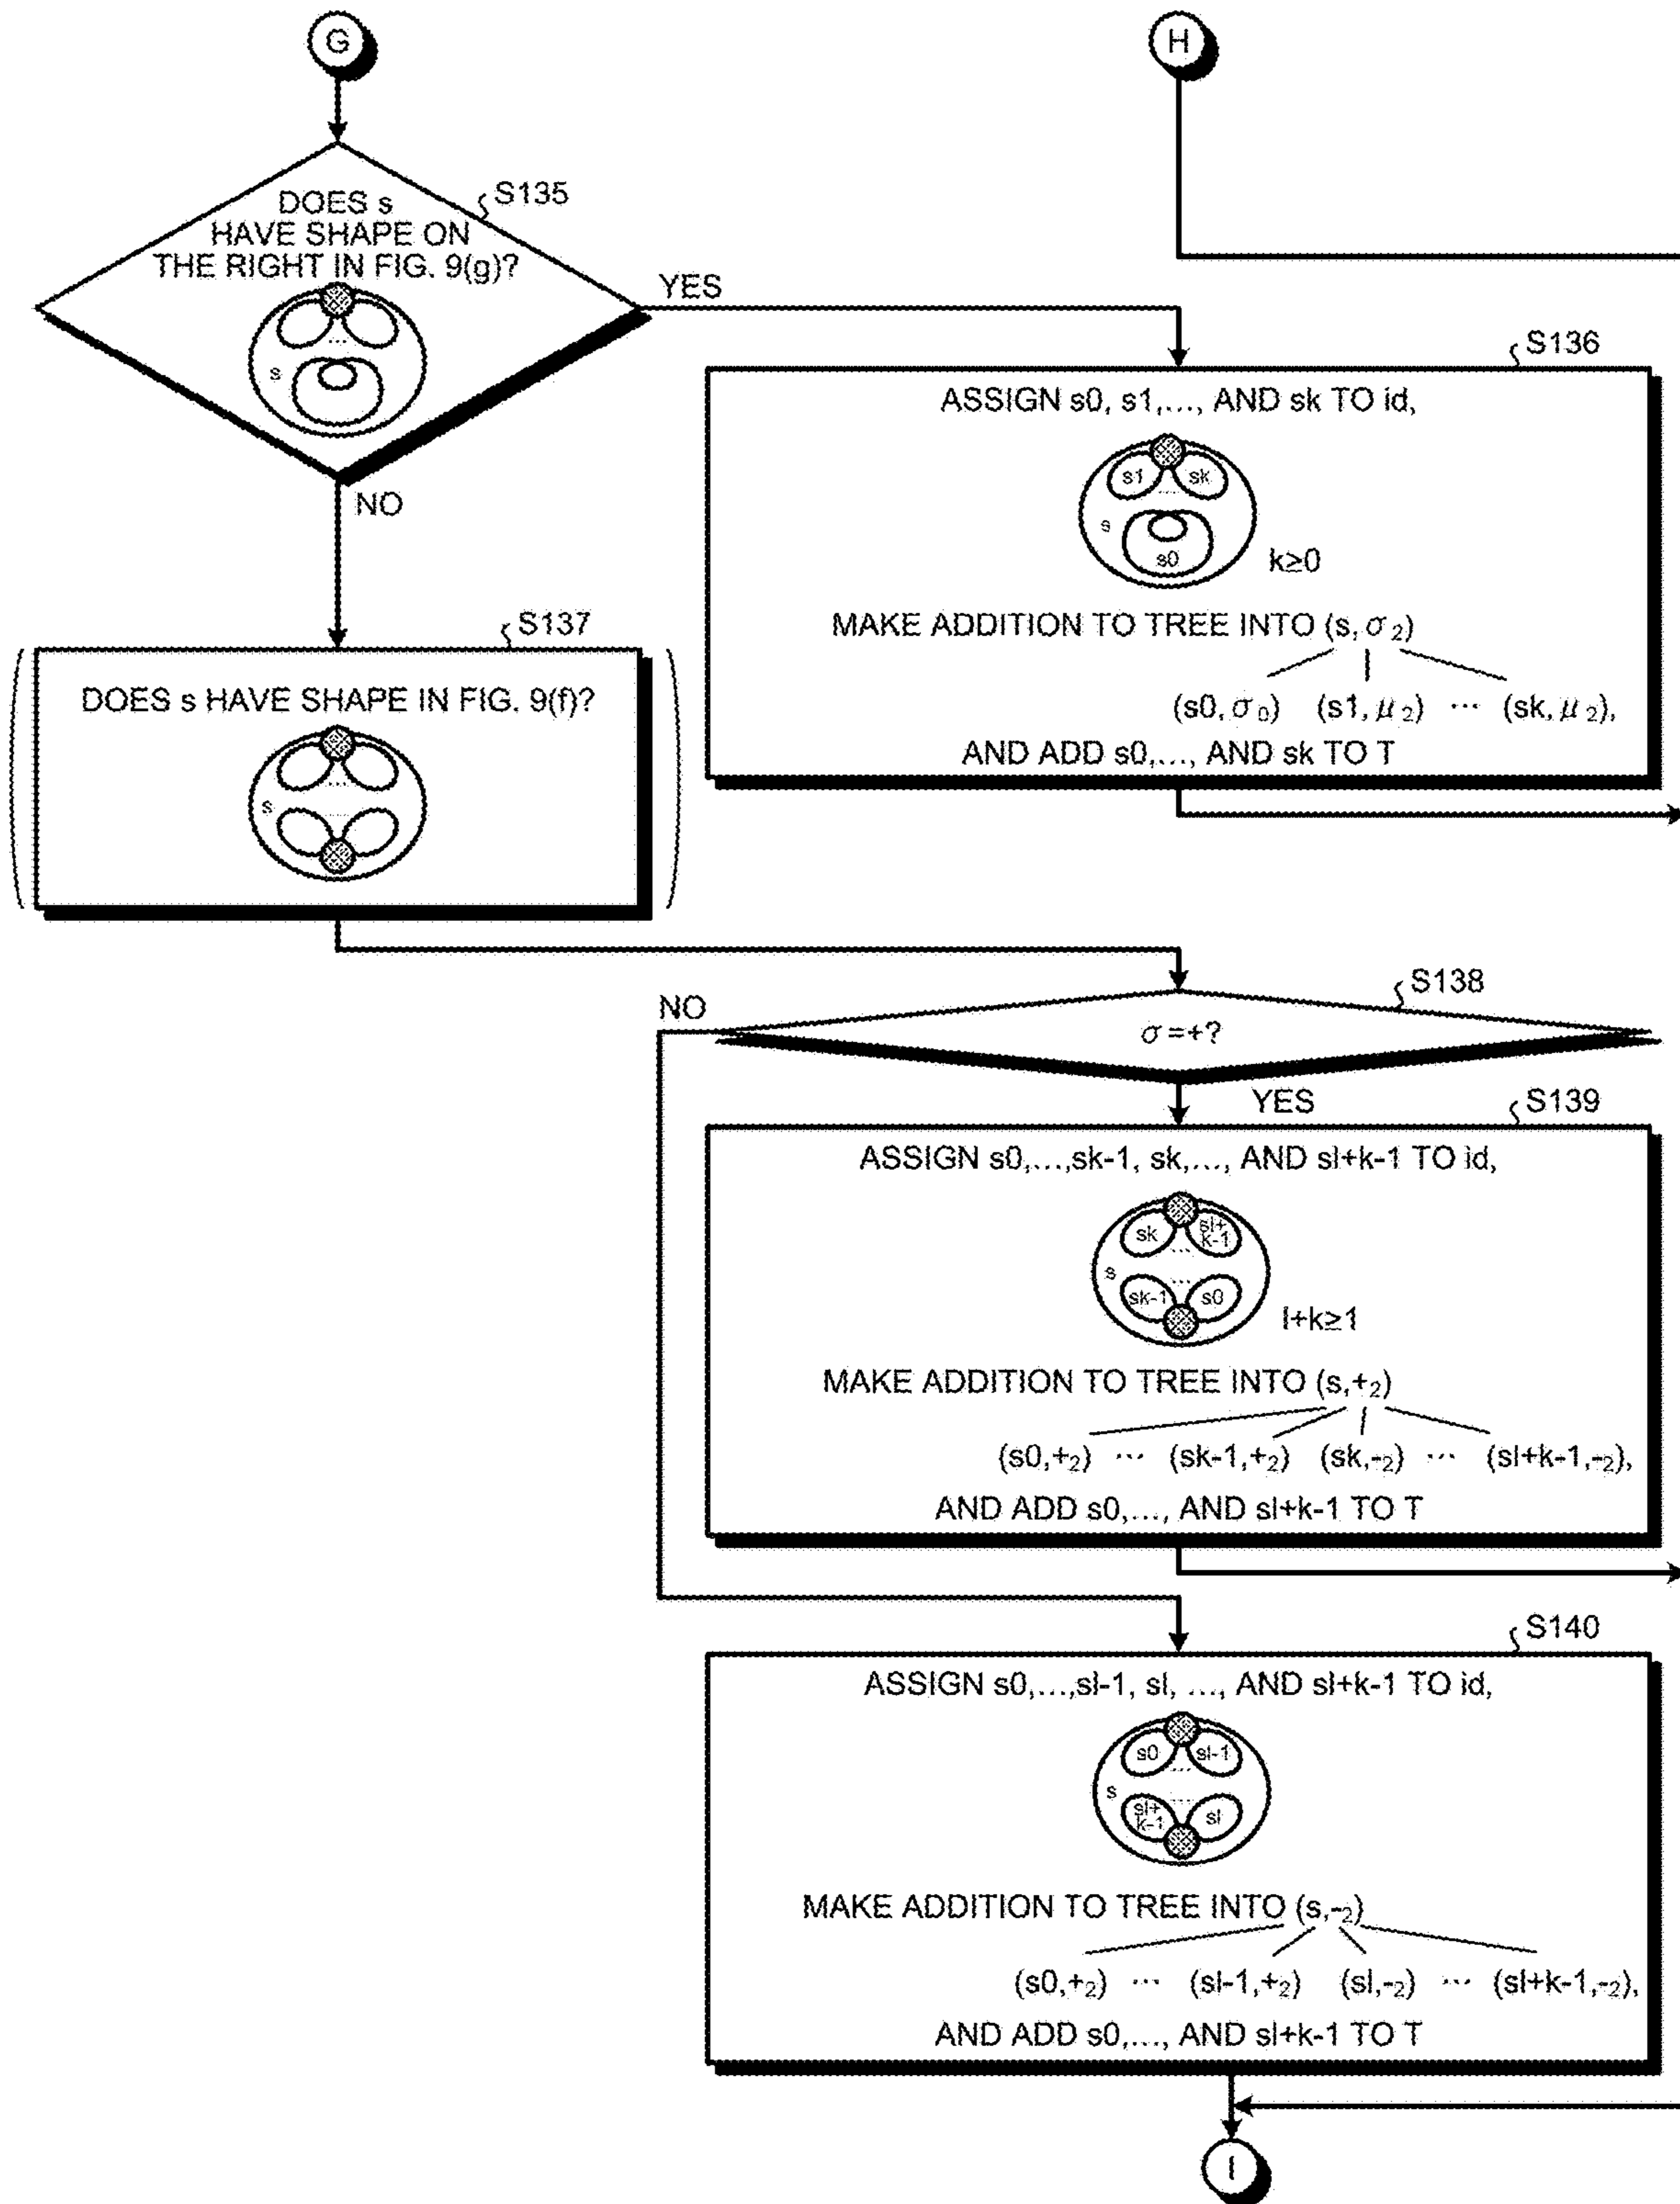 G
H
DOES s
HAVE SHAPE ON
THE RIGHT IN FIG. 9(g)?
S135
...
s
YES
NO
S136
ASSIGN s0, s1,..., AND sk TO id,
s1
sk
...
s
s0
k≥0
MAKE ADDITION TO TREE INTO (s, σ₂)
(s0, σ₀) (s1, μ₂) ... (sk, μ₂),
AND ADD s0,..., AND sk TO T
S137
DOES s HAVE SHAPE IN FIG. 9(f)?
...
s
...
S138
NO
σ=+?
YES
S139
ASSIGN s0,...,sk-1, sk,..., AND sl+k-1 TO id,
sk
sl+
k-1
...
s
...
sk-1
s0
l+k≥1
MAKE ADDITION TO TREE INTO (s,+₂)
(s0,+₂) ... (sk-1,+₂) (sk,-₂) ... (sl+k-1,-₂),
AND ADD s0,..., AND sl+k-1 TO T
S140
ASSIGN s0,...,sl-1, sl, ..., AND sl+k-1 TO id,
s0
sl-1
...
s
...
sl+
k-1
sl
MAKE ADDITION TO TREE INTO (s,-₂)
(s0,+₂) ... (sl-1,+₂) (sl,-₂) ... (sl+k-1,-₂),
AND ADD s0,..., AND sl+k-1 TO T
I